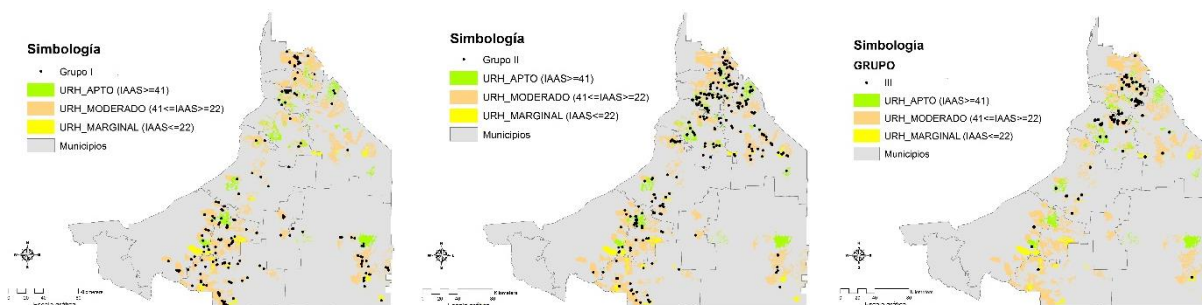 Simbología
Grupo I
URH_APTO (IAAS>=41)
URH_MODERADO (41<=IAAS>=22)
URH_MARGINAL (IAAS<=22)
Municipios
Simbología
Grupo II
URH_APTO (IAAS>=41)
URH_MODERADO (41<=IAAS>=22)
URH_MARGINAL (IAAS<=22)
Municipios
Simbología
GRUPO
III
URH_APTO (IAAS>=41)
URH_MODERADO (41<=IAAS>=22)
URH_MARGINAL (IAAS<=22)
Municipios